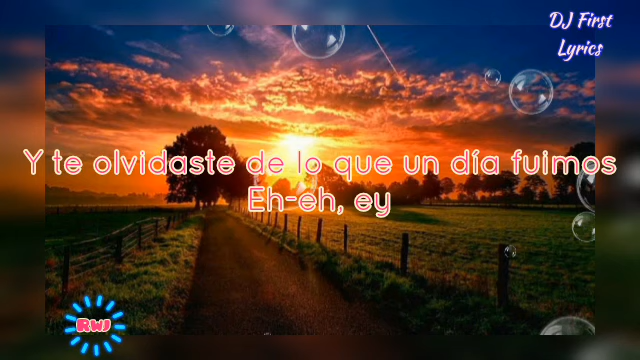 DJ First
Lyrics
Y te olvidaste de lo que un día fuimos
Eh-eh, ey
RWJ